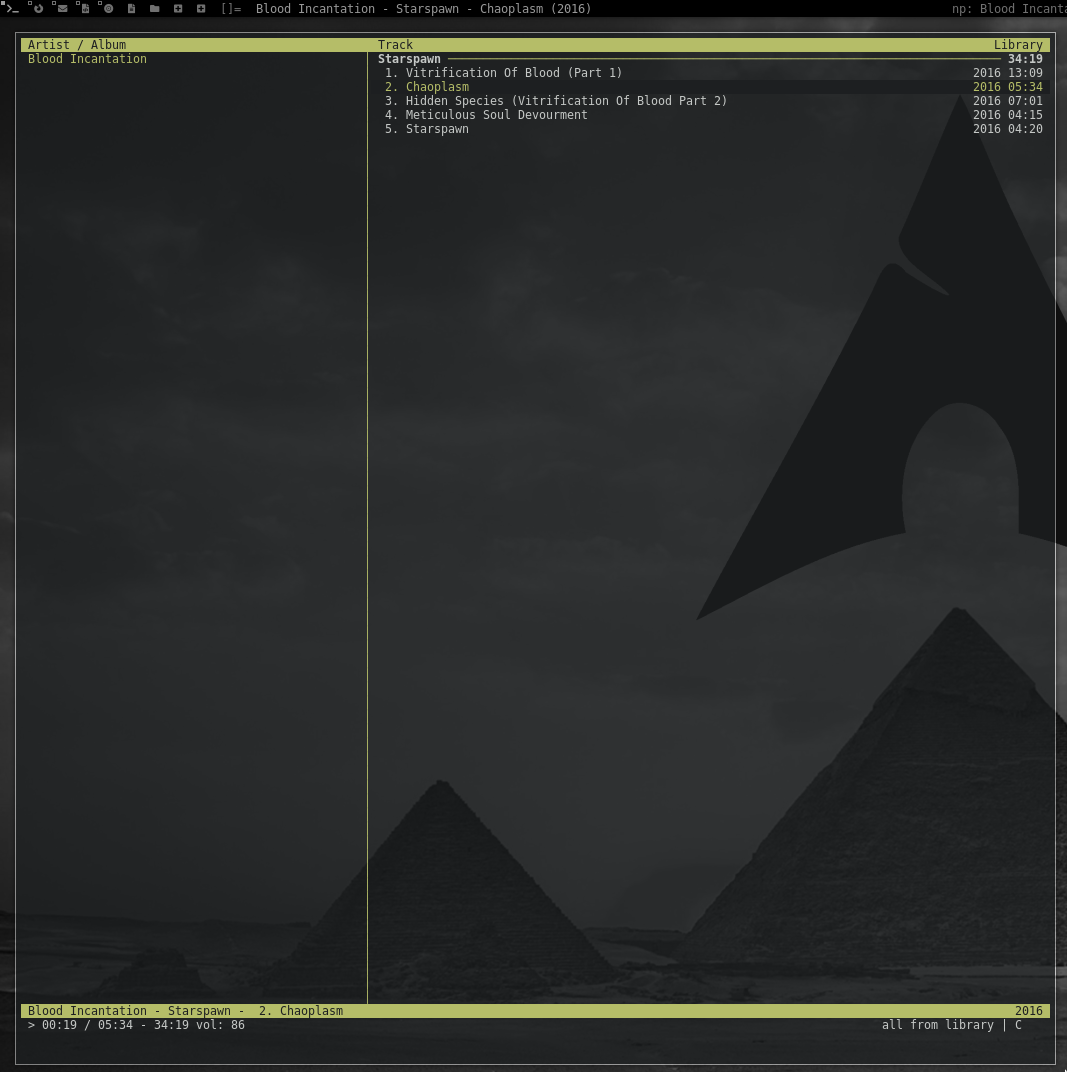 []= Blood Incantation - Starspawn - Chaoplasm (2016) np: Blood Incanta
Artist / Album Track Library
Blood Incantation Starspawn 34:19
1. Vitrification Of Blood (Part 1) 2016 13:09
2. Chaoplasm 2016 05:34
3. Hidden Species (Vitrification Of Blood Part 2) 2016 07:01
4. Meticulous Soul Devourment 2016 04:15
5. Starspawn 2016 04:20
Blood Incantation - Starspawn -  2. Chaoplasm 2016
> 00:19 / 05:34 - 34:19 vol: 86 all from library | C